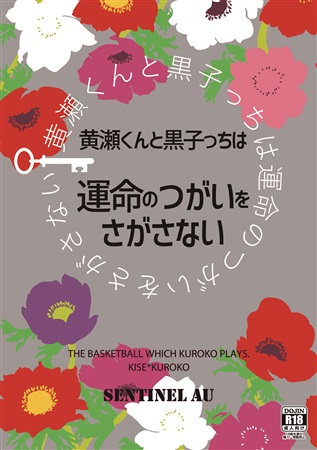 黄瀬くんと黒子っちは運命のつがいをさがさない
黄瀬くんと黒子っちは
運命のつがいを
さがさない
THE BASKETBALL WHICH KUROKO PLAYS.
KISE*KUROKO
SENTINEL AU
DOJIN
R18
成人向け